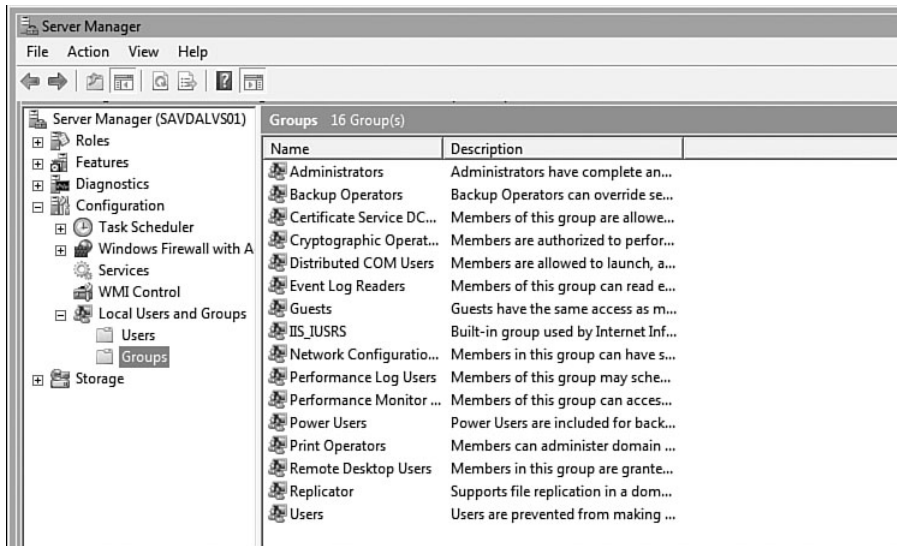 Server Manager
File Action View Help
Server Manager (SAVDALVS01)
Roles
Features
Diagnostics
Configuration
Task Scheduler
Windows Firewall with A
Services
WMI Control
Local Users and Groups
Users
Groups
Storage
Groups 16 Group(s)
Name Description
Administrators Administrators have complete an...
Backup Operators Backup Operators can override se...
Certificate Service DC... Members of this group are allowe...
Cryptographic Operat... Members are authorized to perfor...
Distributed COM Users Members are allowed to launch, a...
Event Log Readers Members of this group can read e...
Guests Guests have the same access as m...
IIS_IUSRS Built-in group used by Internet Inf...
Network Configuratio... Members in this group can have s...
Performance Log Users Members of this group may sche...
Performance Monitor ... Members of this group can acces...
Power Users Power Users are included for back...
Print Operators Members can administer domain ...
Remote Desktop Users Members in this group are grante...
Replicator Supports file replication in a dom...
Users Users are prevented from making ...